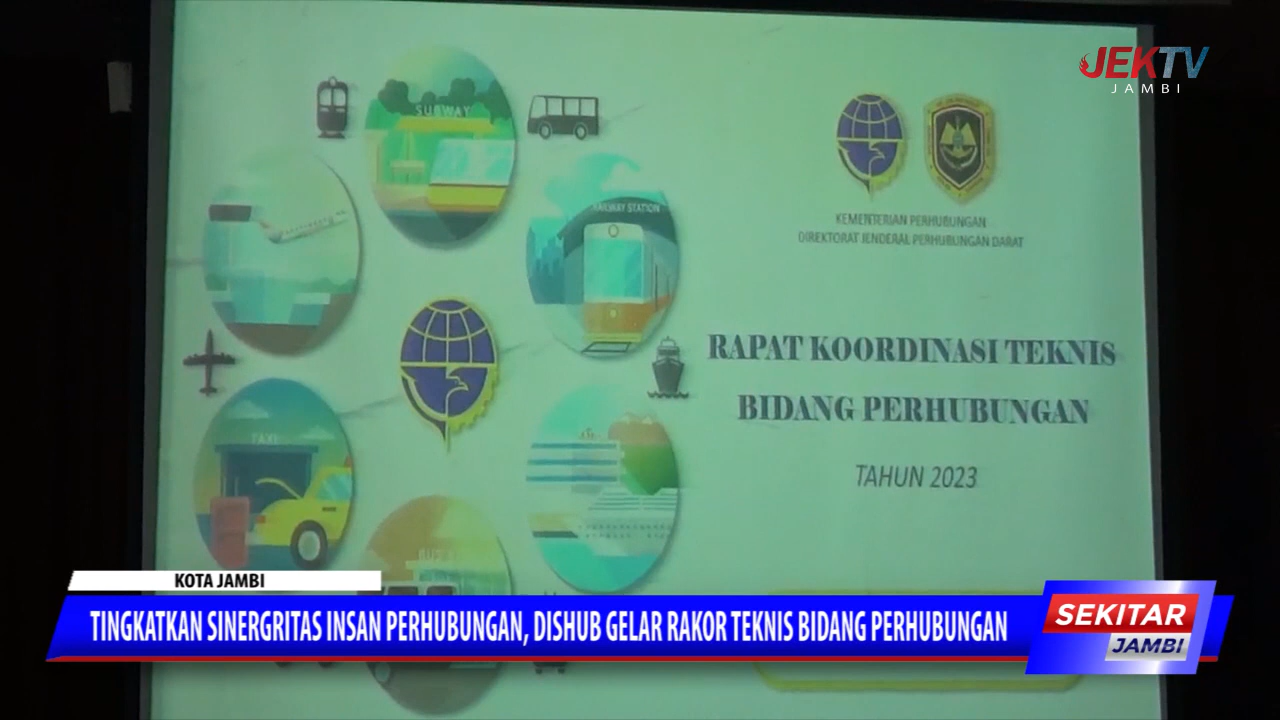 JEKTV
JAMBI
SUBWAY
RAILWAY STATION
TAXI
KEMENTERIAN PERHUBUNGAN
DIREKTORAT JENDERAL PERHUBUNGAN DARAT
RAPAT KOORDINASI TEKNIS
BIDANG PERHUBUNGAN
TAHUN 2023
KOTA JAMBI
TINGKATKAN SINERGRITAS INSAN PERHUBUNGAN, DISHUB GELAR RAKOR TEKNIS BIDANG PERHUBUNGAN
SEKITAR
JAMBI